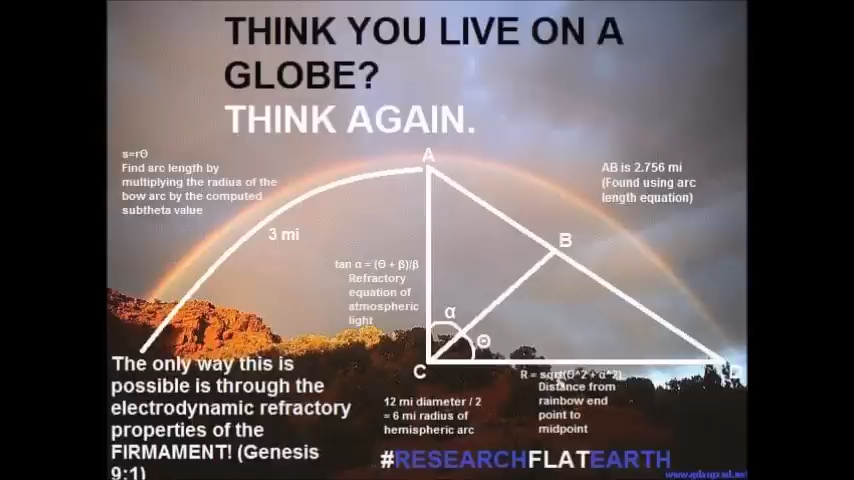 THINK YOU LIVE ON A
GLOBE?
THINK AGAIN.
s=rΘ
Find arc length by
multiplying the radius of the
bow arc by the computed
subtheta value
A
AB is 2.756 mi
(Found using arc
length equation)
3 mi
B
tan α = (Θ + β)/β
Refractory
equation of
atmospheric
light
α
Θ
C
D
The only way this is
possible is through the
electrodynamic refractory
properties of the
FIRMAMENT! (Genesis
9:1)
12 mi diameter / 2
= 6 mi radius of
hemispheric arc
R = sqrt(Θ^2 + α^2)
Distance from
rainbow end
point to
midpoint
#RESEARCHFLATEARTH